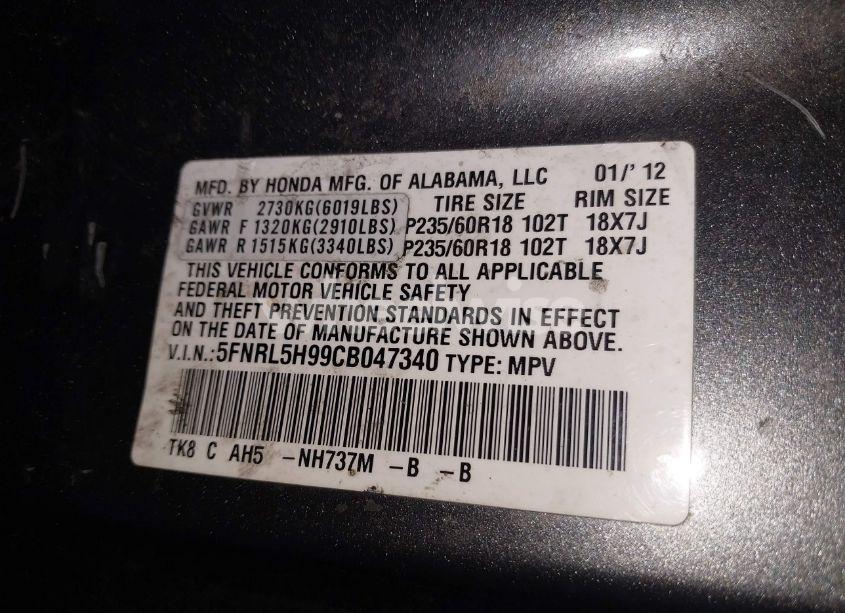 MFD. BY HONDA MFG. OF ALABAMA, LLC 01/' 12
GVWR 2730KG(6019LBS) TIRE SIZE RIM SIZE
GAWR F 1320KG(2910LBS) P235/60R18 102T 18X7J
GAWR R 1515KG(3340LBS) P235/60R18 102T 18X7J
THIS VEHICLE CONFORMS TO ALL APPLICABLE
FEDERAL MOTOR VEHICLE SAFETY
AND THEFT PREVENTION STANDARDS IN EFFECT
ON THE DATE OF MANUFACTURE SHOWN ABOVE.
V.I.N.: 5FNRL5H99CB047340 TYPE: MPV
TK8 C AH5 -NH737M -B -B